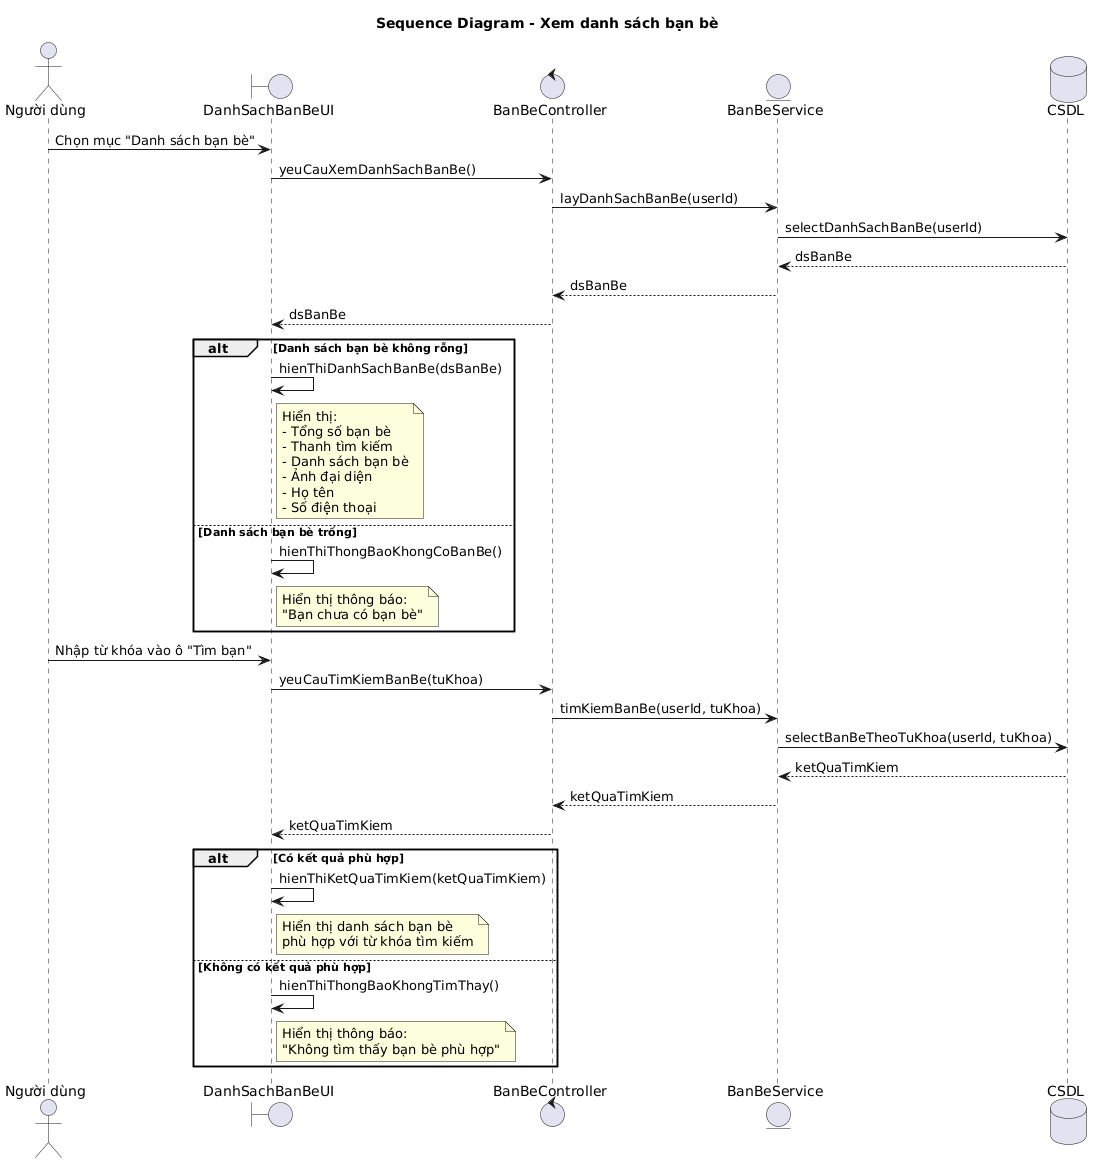 Sequence Diagram - Xem danh sách bạn bè
Người dùng
DanhSachBanBeUI
BanBeController
BanBeService
CSDL
Chọn mục "Danh sách bạn bè"
yeuCauXemDanhSachBanBe()
layDanhSachBanBe(userId)
selectDanhSachBanBe(userId)
dsBanBe
dsBanBe
dsBanBe
alt
[Danh sách bạn bè không rỗng]
hienThiDanhSachBanBe(dsBanBe)
Hiển thị:
- Tổng số bạn bè
- Thanh tìm kiếm
- Danh sách bạn bè
- Ảnh đại diện
- Họ tên
- Số điện thoại
[Danh sách bạn bè trống]
hienThiThongBaoKhongCoBanBe()
Hiển thị thông báo:
"Bạn chưa có bạn bè"
Nhập từ khóa vào ô "Tìm bạn"
yeuCauTimKiemBanBe(tuKhoa)
timKiemBanBe(userId, tuKhoa)
selectBanBeTheoTuKhoa(userId, tuKhoa)
ketQuaTimKiem
ketQuaTimKiem
ketQuaTimKiem
alt
[Có kết quả phù hợp]
hienThiKetQuaTimKiem(ketQuaTimKiem)
Hiển thị danh sách bạn bè
phù hợp với từ khóa tìm kiếm
[Không có kết quả phù hợp]
hienThiThongBaoKhongTimThay()
Hiển thị thông báo:
"Không tìm thấy bạn bè phù hợp"
Người dùng
DanhSachBanBeUI
BanBeController
BanBeService
CSDL